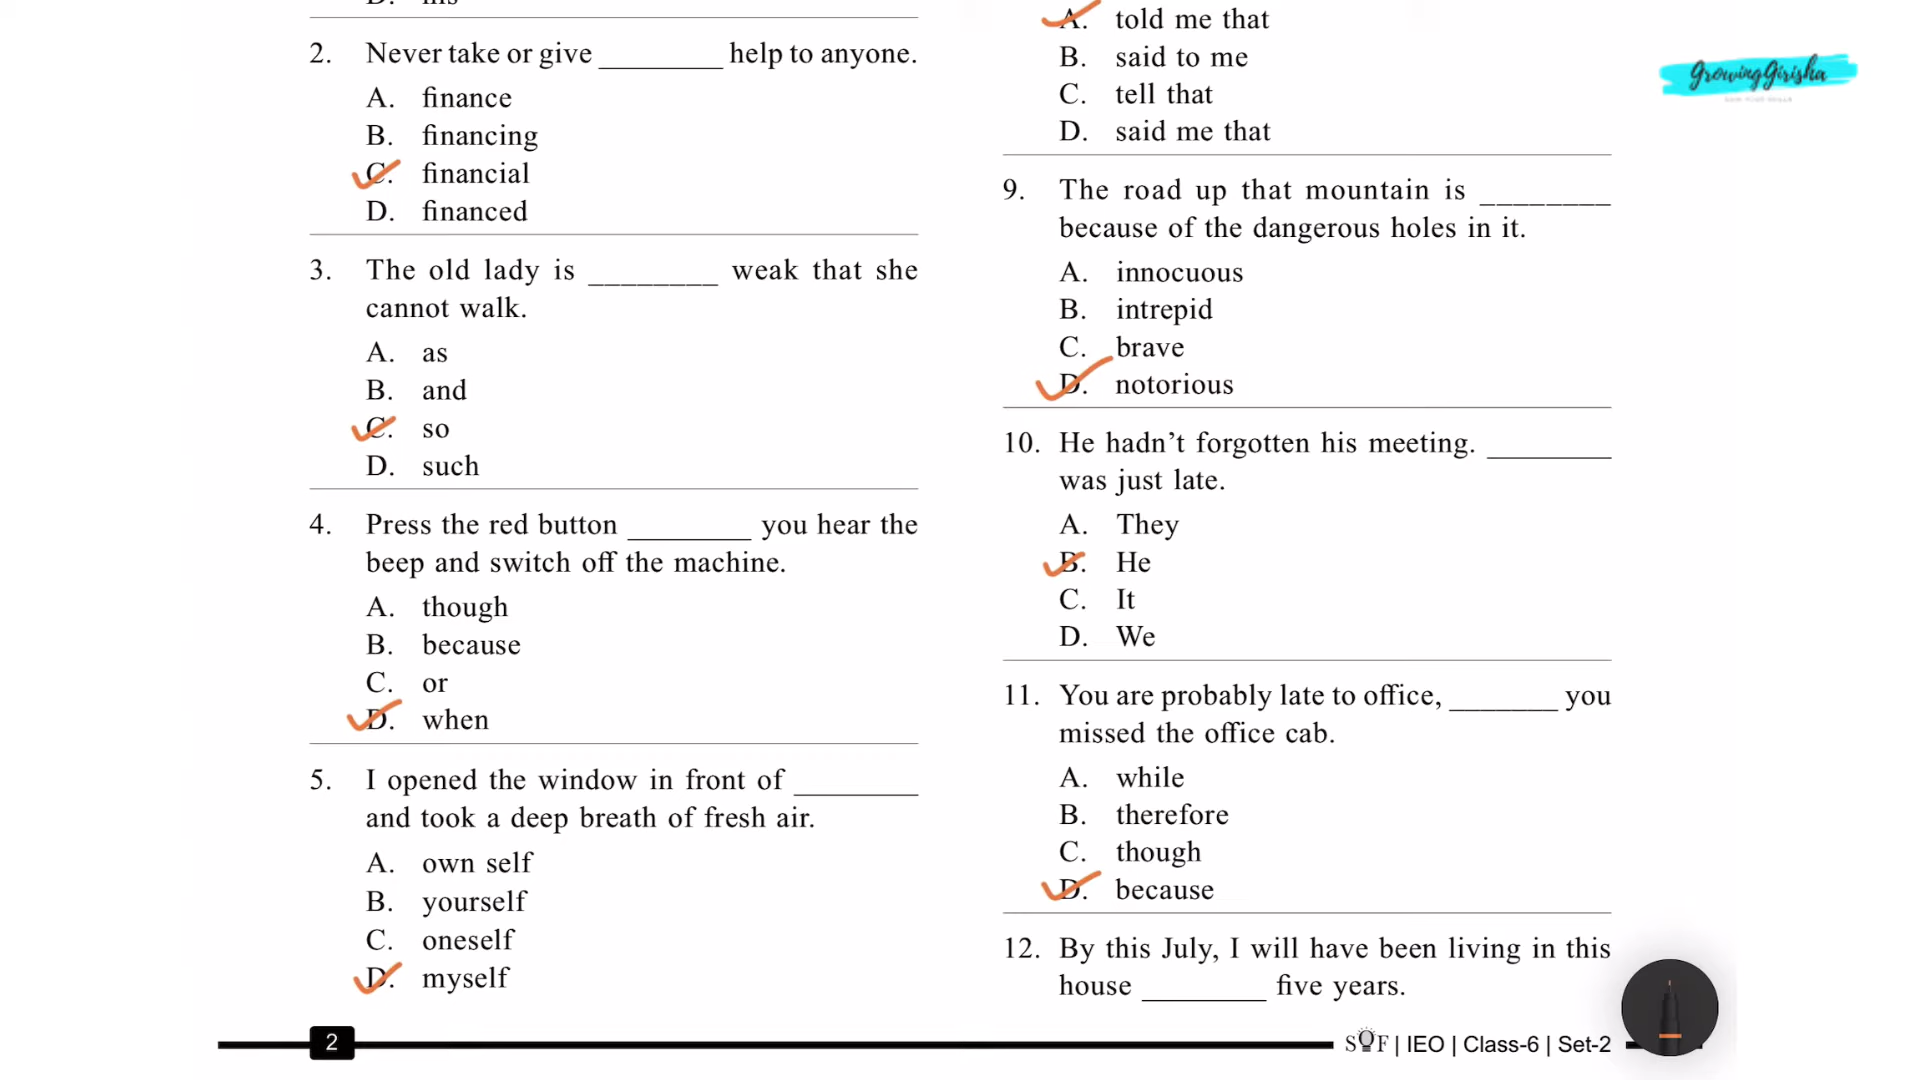 2. Never take or give ________ help to anyone.
A. finance
B. financing
C. financial
D. financed
3. The old lady is ________ weak that she
cannot walk.
A. as
B. and
C. so
D. such
4. Press the red button ________ you hear the
beep and switch off the machine.
A. though
B. because
C. or
D. when
5. I opened the window in front of ________
and took a deep breath of fresh air.
A. own self
B. yourself
C. oneself
D. myself
A. told me that
B. said to me
C. tell that
D. said me that
9. The road up that mountain is ________
because of the dangerous holes in it.
A. innocuous
B. intrepid
C. brave
D. notorious
10. He hadn’t forgotten his meeting. ________
was just late.
A. They
B. He
C. It
D. We
11. You are probably late to office, _______ you
missed the office cab.
A. while
B. therefore
C. though
D. because
12. By this July, I will have been living in this
house ________ five years.
GrowingGirisha
2
SOF | IEO | Class-6 | Set-2